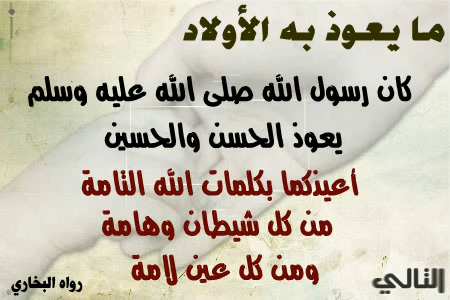 ما يعوذ به الأولاد
كان رسول الله صلى الله عليه وسلم
يعوذ الحسن والحسين
أعيذكما بكلمات الله التامة
من كل شيطان وهامة
ومن كل عين لامة
رواه البخاري
التالي